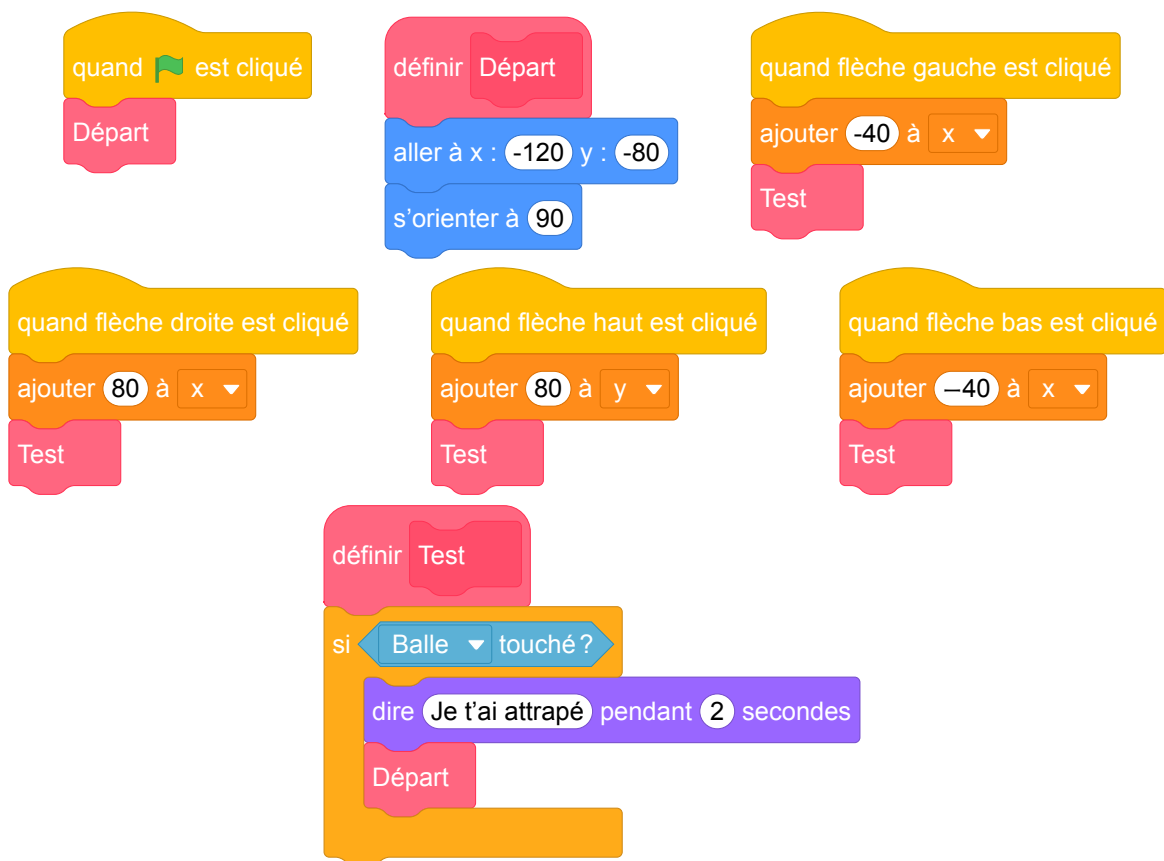 quand est cliqué
Départ
définir Départ
aller à x : -120 y : -80
s'orienter à 90
quand flèche gauche est cliqué
ajouter -40 à x
Test
quand flèche droite est cliqué
ajouter 80 à x
Test
quand flèche haut est cliqué
ajouter 80 à y
Test
quand flèche bas est cliqué
ajouter −40 à x
Test
définir Test
si Balle touché ?
dire Je t'ai attrapé pendant 2 secondes
Départ